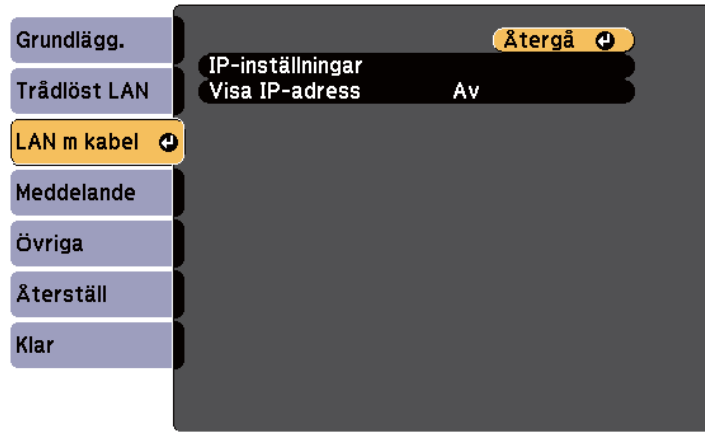 Grundlägg.
Trådlöst LAN
LAN m kabel
Meddelande
Övriga
Återställ
Klar
Återgå
IP-inställningar
Visa IP-adress Av